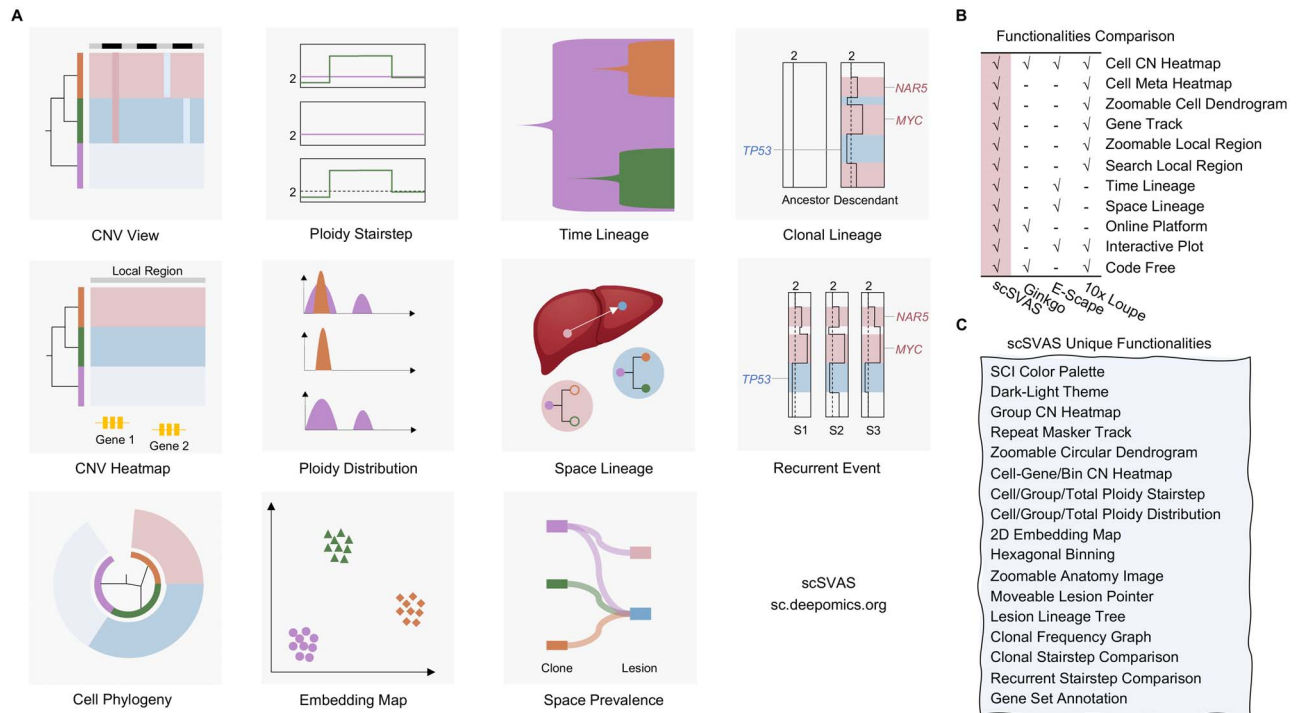 A
2
2
2
CNV View
Ploidy Stairstep
Time Lineage
2
2
NAR5
MYC
TP53
Ancestor Descendant
Clonal Lineage
Local Region
Gene 1
Gene 2
CNV Heatmap
Ploidy Distribution
Space Lineage
2
2
2
NAR5
MYC
TP53
S1
S2
S3
Recurrent Event
Cell Phylogeny
Embedding Map
Clone
Lesion
Space Prevalence
scSVAS
sc.deepomics.org
B
Functionalities Comparison
√ √ √ √ Cell CN Heatmap
√ - - √ Cell Meta Heatmap
√ - - √ Zoomable Cell Dendrogram
√ - - √ Gene Track
√ - - √ Zoomable Local Region
√ - - √ Search Local Region
√ - √ - Time Lineage
√ - √ - Space Lineage
√ √ - - Online Platform
√ - √ √ Interactive Plot
√ √ - √ Code Free
scSVAS
Ginkgo
E-Scape
10x Loupe
C
scSVAS Unique Functionalities
SCI Color Palette
Dark-Light Theme
Group CN Heatmap
Repeat Masker Track
Zoomable Circular Dendrogram
Cell-Gene/Bin CN Heatmap
Cell/Group/Total Ploidy Stairstep
Cell/Group/Total Ploidy Distribution
2D Embedding Map
Hexagonal Binning
Zoomable Anatomy Image
Moveable Lesion Pointer
Lesion Lineage Tree
Clonal Frequency Graph
Clonal Stairstep Comparison
Recurrent Stairstep Comparison
Gene Set Annotation